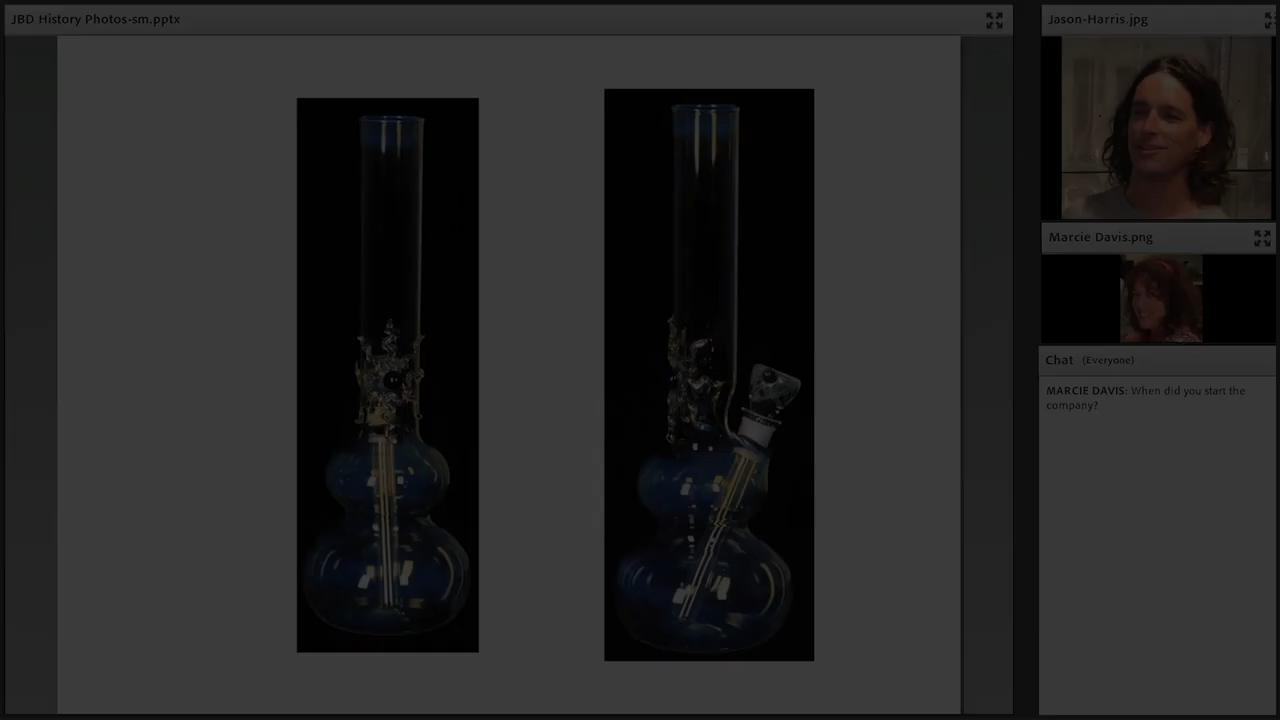 JBD History Photos-sm.pptx
Jason-Harris.jpg
Marcie Davis.png
Chat (Everyone)
MARCIE DAVIS: When did you start the
company?